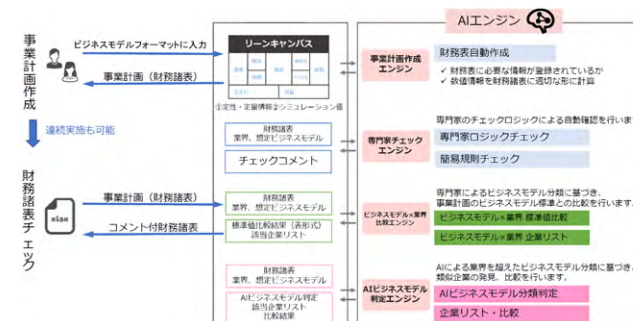 AIエンジン
事業計画作成
ビジネスモデルフォーマットに入力
事業計画（財務諸表）
連続実施も可能
リーンキャンバス
コスト
収益
①定性・定量情報②シミュレーション値
事業計画作成
エンジン
財務表自動作成
✓ 財務表に必要な情報が登録されているか
✓ 数値情報を財務諸表に適切な形に計算
財務諸表
業界、想定ビジネスモデル
チェックコメント
専門家チェック
エンジン
専門家のチェックロジックによる自動確認を行いま
専門家ロジックチェック
簡易規則チェック
財務諸表チェック
xlsx
事業計画（財務諸表）
コメント付財務諸表
財務諸表
業界、想定ビジネスモデル
標準値比較結果（表形式）
該当企業リスト
ビジネスモデル×業界
比較エンジン
専門家によるビジネスモデル分類に基づき、
事業計画のビジネスモデル標準との比較を行います。
ビジネスモデル×業界 標準値比較
ビジネスモデル×業界 企業リスト
財務諸表
業界、想定ビジネスモデル
AIビジネスモデル判定
該当企業リスト
比較結果
AIビジネスモデル
判定エンジン
AIによる業界を超えたビジネスモデル分類に基づき、
類似企業の発見、比較を行います。
AIビジネスモデル分類判定
企業リスト・比較